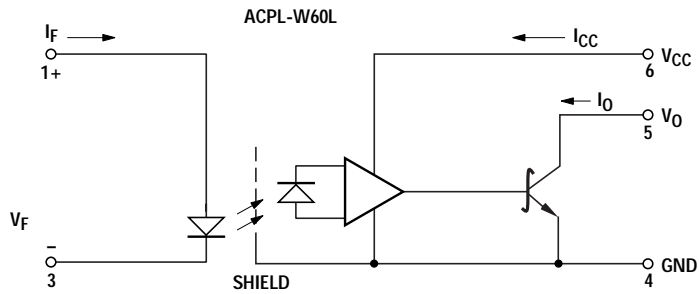 ACPL-W60L
IF
1+
ICC
VCC
6
IO
VO
5
VF
–
3
SHIELD
GND
4